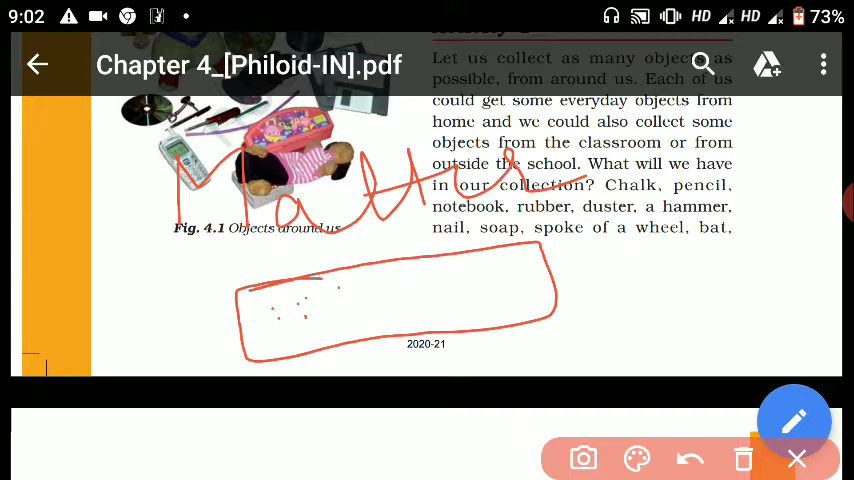 9:02 HD HD 73%
Chapter 4_[Philoid-IN].pdf
Let us collect as many objects as
possible, from around us. Each of us
could get some everyday objects from
home and we could also collect some
objects from the classroom or from
outside the school. What will we have
in our collection? Chalk, pencil,
notebook, rubber, duster, a hammer,
nail, soap, spoke of a wheel, bat,
Matter
Fig. 4.1 Objects around us
2020-21